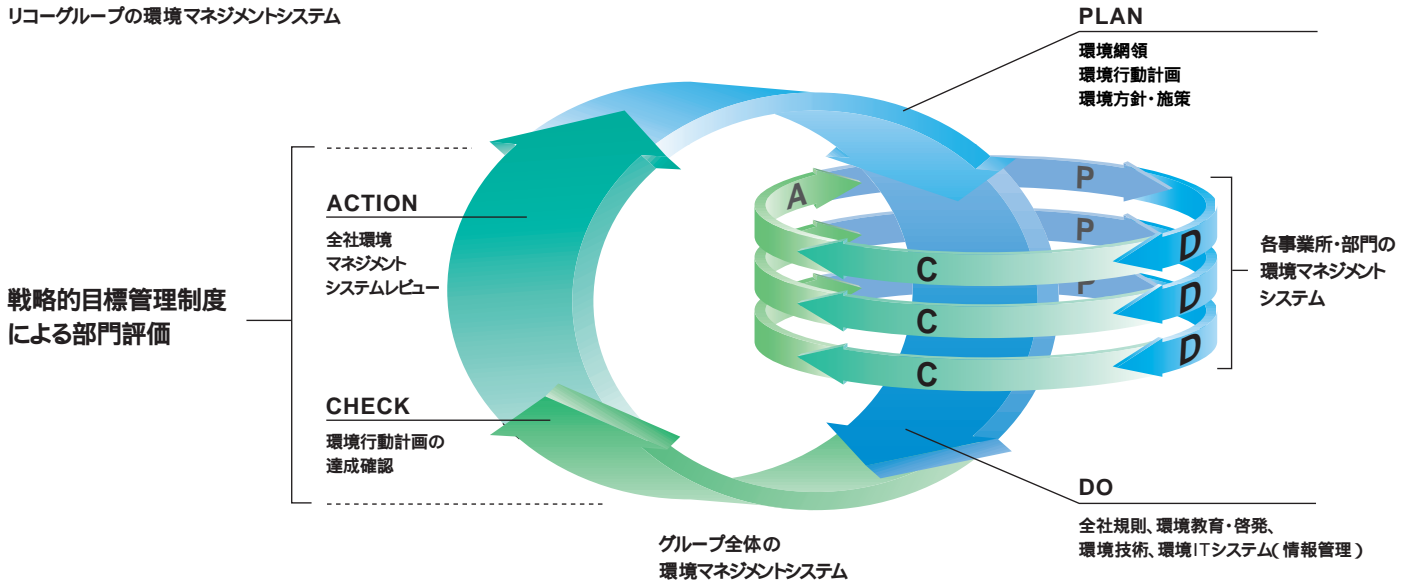 リコーグループの環境マネジメントシステム
PLAN
環境綱領
環境行動計画
環境方針・施策
ACTION
全社環境
マネジメント
システムレビュー
戦略的目標管理制度
による部門評価
CHECK
環境行動計画の
達成確認
A
P
P
P
D
D
D
C
C
C
各事業所・部門の
環境マネジメント
システム
DO
全社規則、環境教育・啓発、
環境技術、環境ITシステム(情報管理)
グループ全体の
環境マネジメントシステム